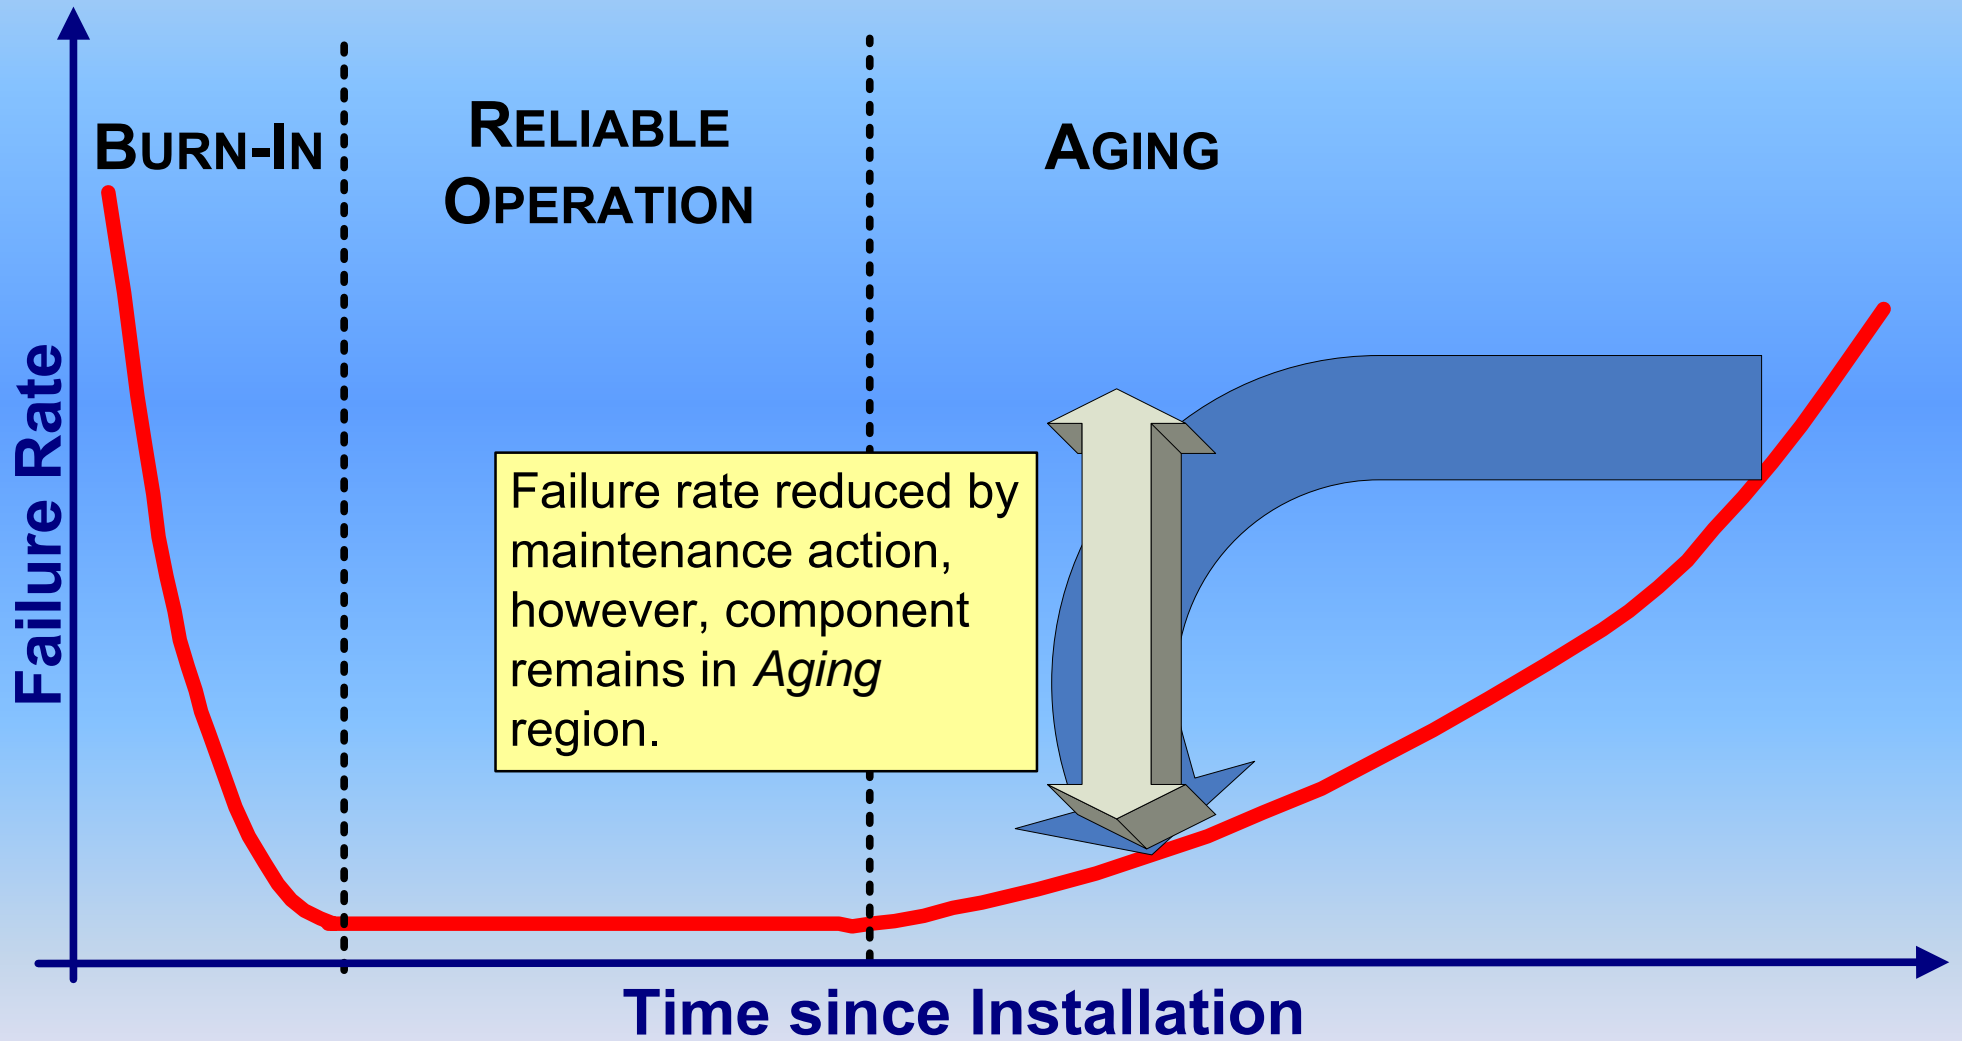 BURN-IN
RELIABLE
OPERATION
AGING
Failure Rate
Failure rate reduced by
maintenance action,
however, component
remains in Aging
region.
Time since Installation